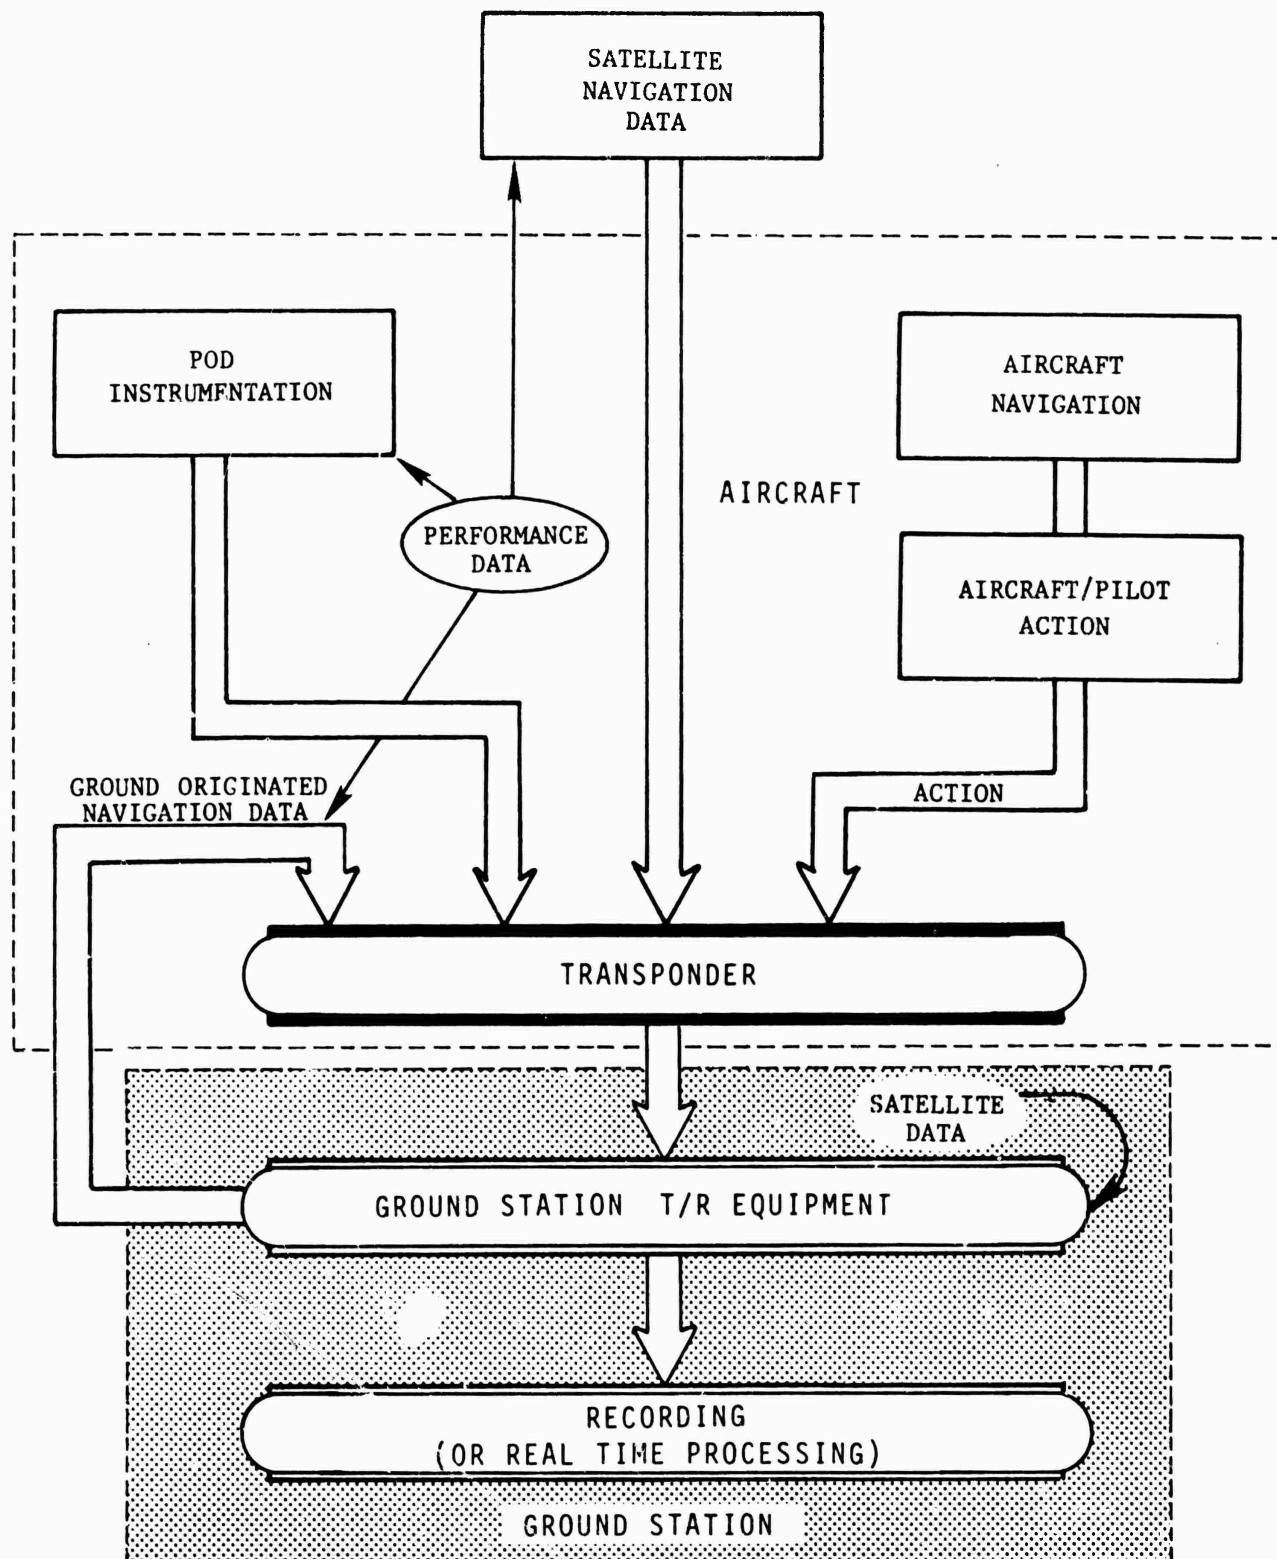 SATELLITE
NAVIGATION
DATA
POD
INSTRUMENTATION
AIRCRAFT
NAVIGATION
AIRCRAFT
PERFORMANCE
DATA
AIRCRAFT/PILOT
ACTION
GROUND ORIGINATED
NAVIGATION DATA
ACTION
TRANSPONDER
SATELLITE
DATA
GROUND STATION T/R EQUIPMENT
RECORDING
(OR REAL TIME PROCESSING)
GROUND STATION